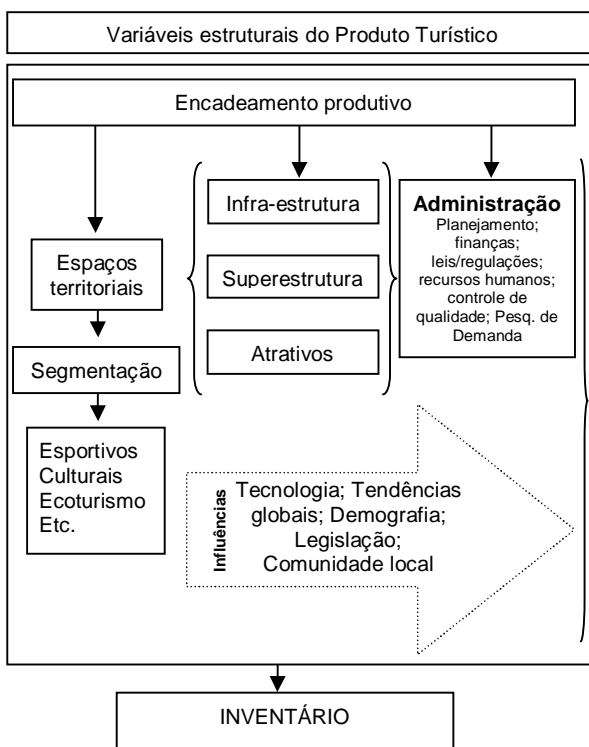 Variáveis estruturais do Produto Turístico
Encadeamento produtivo
Espaços
territoriais
Segmentação
Esportivos
Culturais
Ecoturismo
Etc.
Infra-estrutura
Superestrutura
Atrativos
Administração
Planejamento;
finanças;
leis/regulações;
recursos humanos;
controle de
qualidade; Pesq. de
Demanda
Influências
Tecnologia; Tendências
globais; Demografia;
Legislação;
Comunidade local
INVENTÁRIO